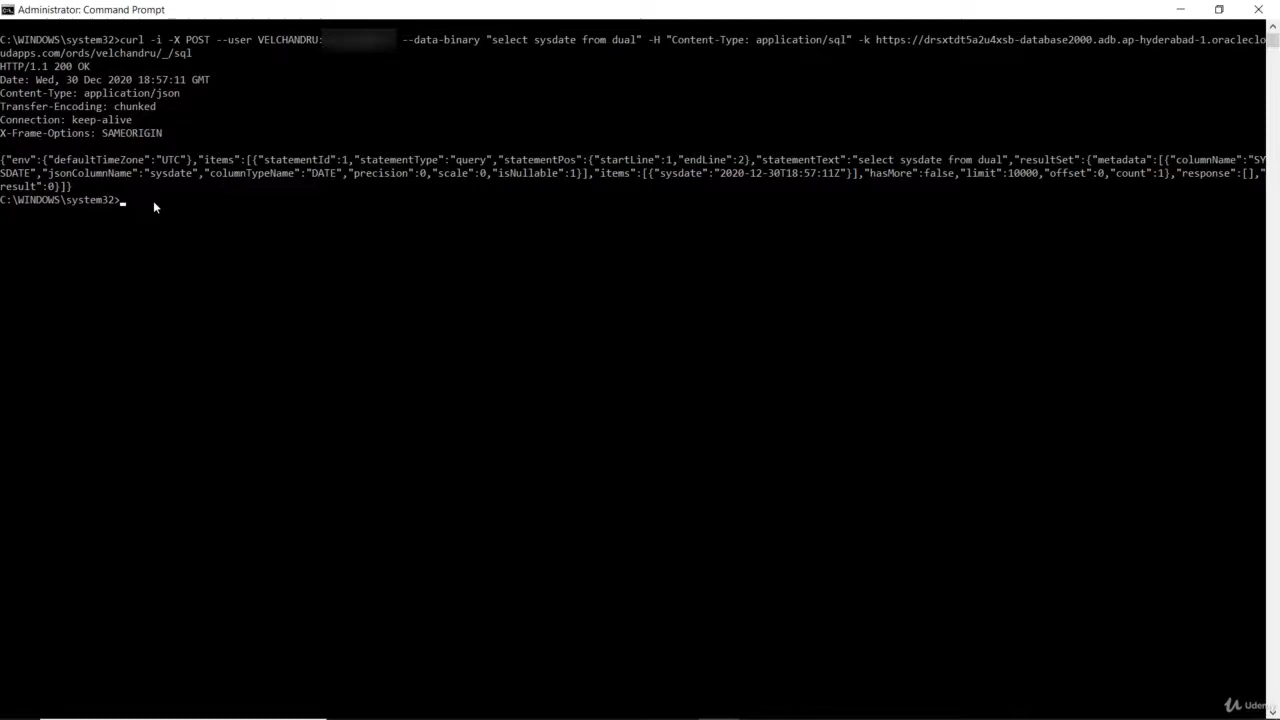 Administrator: Command Prompt
C:\WINDOWS\system32>curl -i -X POST --user VELCHANDRU: --data-binary "select sysdate from dual" -H "Content-Type: application/sql" -k https://drsxtdt5a2u4xsb-database2000.adb.ap-hyderabad-1.oracleclo
udapps.com/ords/velchandru/_/sql
HTTP/1.1 200 OK
Date: Wed, 30 Dec 2020 18:57:11 GMT
Content-Type: application/json
Transfer-Encoding: chunked
Connection: keep-alive
X-Frame-Options: SAMEORIGIN
{"env":{"defaultTimeZone":"UTC"},"items":[{"statementId":1,"statementType":"query","statementPos":{"startLine":1,"endLine":2},"statementText":"select sysdate from dual","resultSet":{"metadata":[{"columnName":"SY
SDATE","jsonColumnName":"sysdate","columnTypeName":"DATE","precision":0,"scale":0,"isNullable":1}],"items":[{"sysdate":"2020-12-30T18:57:11Z"}],"hasMore":false,"limit":10000,"offset":0,"count":1},"response":[],"
result":0}]}
C:\WINDOWS\system32>
Udemy